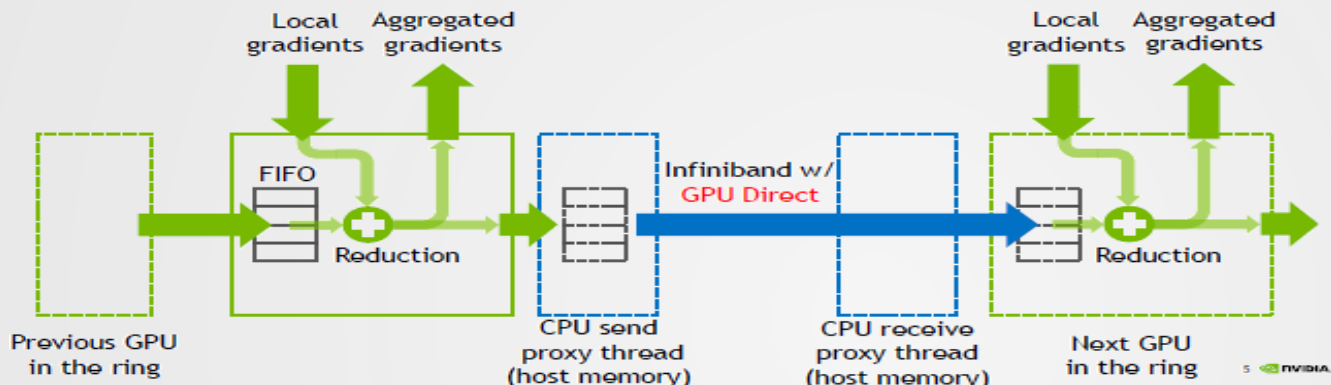 Local
gradients
Aggregated
gradients
Local
gradients
Aggregated
gradients
FIFO
Reduction
Infiniband w/
GPU Direct
Reduction
Previous GPU
in the ring
CPU send
proxy thread
(host memory)
CPU receive
proxy thread
(host memory)
Next GPU
in the ring
5 NVIDIA